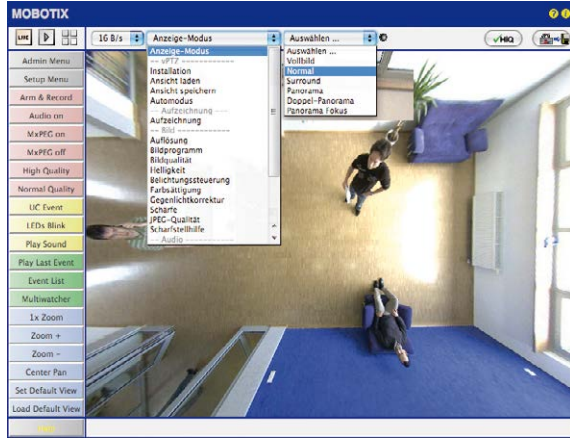 MOBOTIX
LIVE
16 B/s
Anzeige-Modus
Auswählen ...
HiQ
Admin Menu
Setup Menu
Arm & Record
Audio on
MxPEG on
MxPEG off
High Quality
Normal Quality
UC Event
LEDs Blink
Play Sound
Play Last Event
Event List
Multiwatcher
1x Zoom
Zoom +
Zoom -
Center Pan
Set Default View
Load Default View
Anzeige-Modus
-- vPTZ -------------
Installation
Ansicht laden
Ansicht speichern
Automodus
-- Aufzeichnung ----
Aufzeichnung
-- Bild -------------
Auflösung
Bildprogramm
Bildqualität
Helligkeit
Belichtungssteuerung
Farbsättigung
Gegenlichtkorrektur
Schärfe
JPEG-Qualität
Scharfstellhilfe
-- Audio ----------
Auswählen ...
Vollbild
Normal
Surround
Panorama
Doppel-Panorama
Panorama Fokus